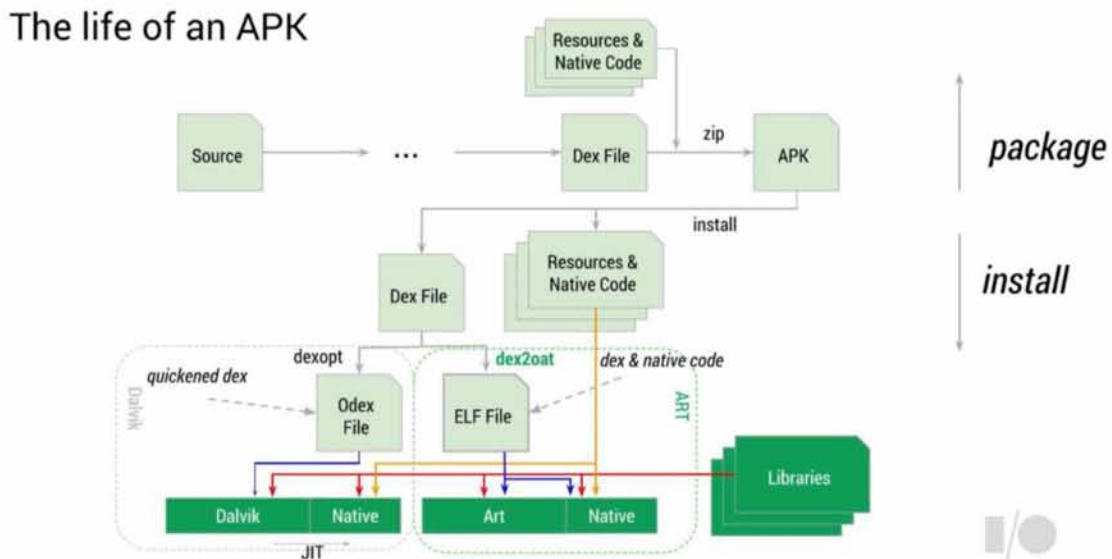 The life of an APK
Resources &
Native Code
Source
...
Dex File
zip
APK
package
install
Dex File
Resources &
Native Code
install
dexopt
dex2oat
dex & native code
quickened dex
Dalvik
Odex
File
ELF File
ART
Libraries
Dalvik
Native
Art
Native
JIT
I/O